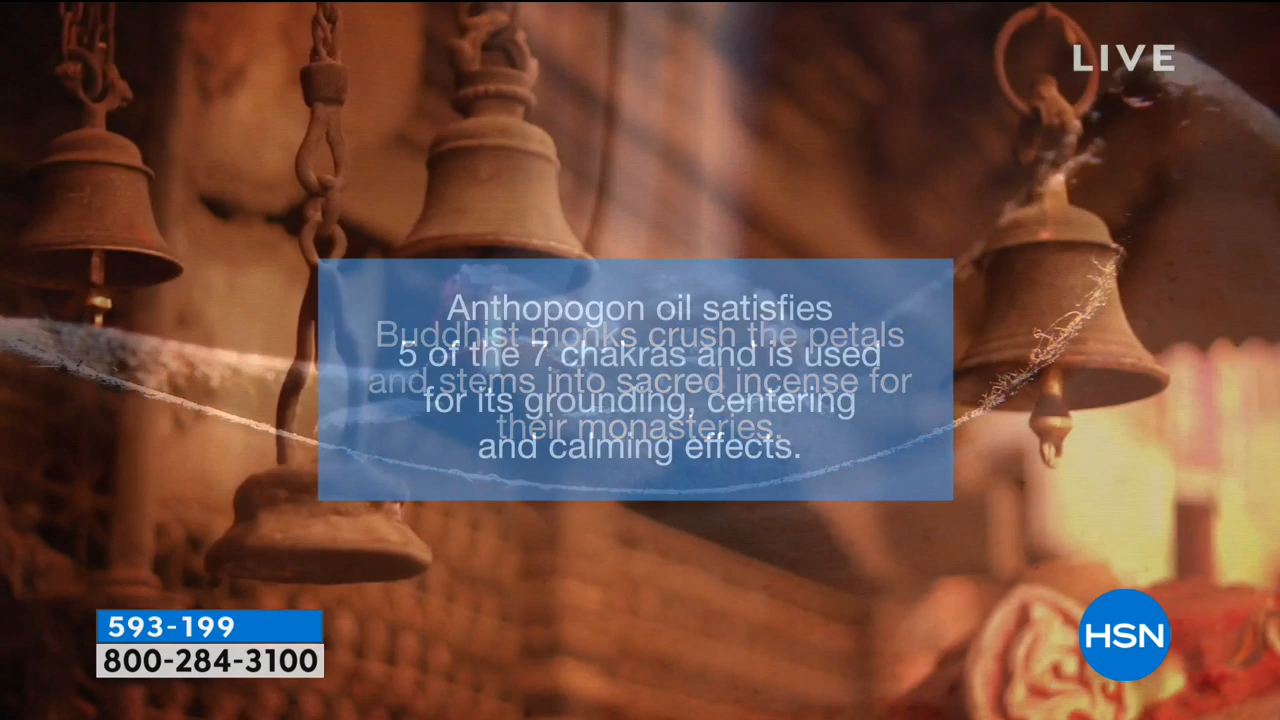 LIVE
Anthopogon oil satisfies
5 of the 7 chakras and is used
for its grounding, centering
and calming effects.
Buddhist monks crush the petals
and stems into sacred incense for
their monasteries.
593-199
800-284-3100
HSN